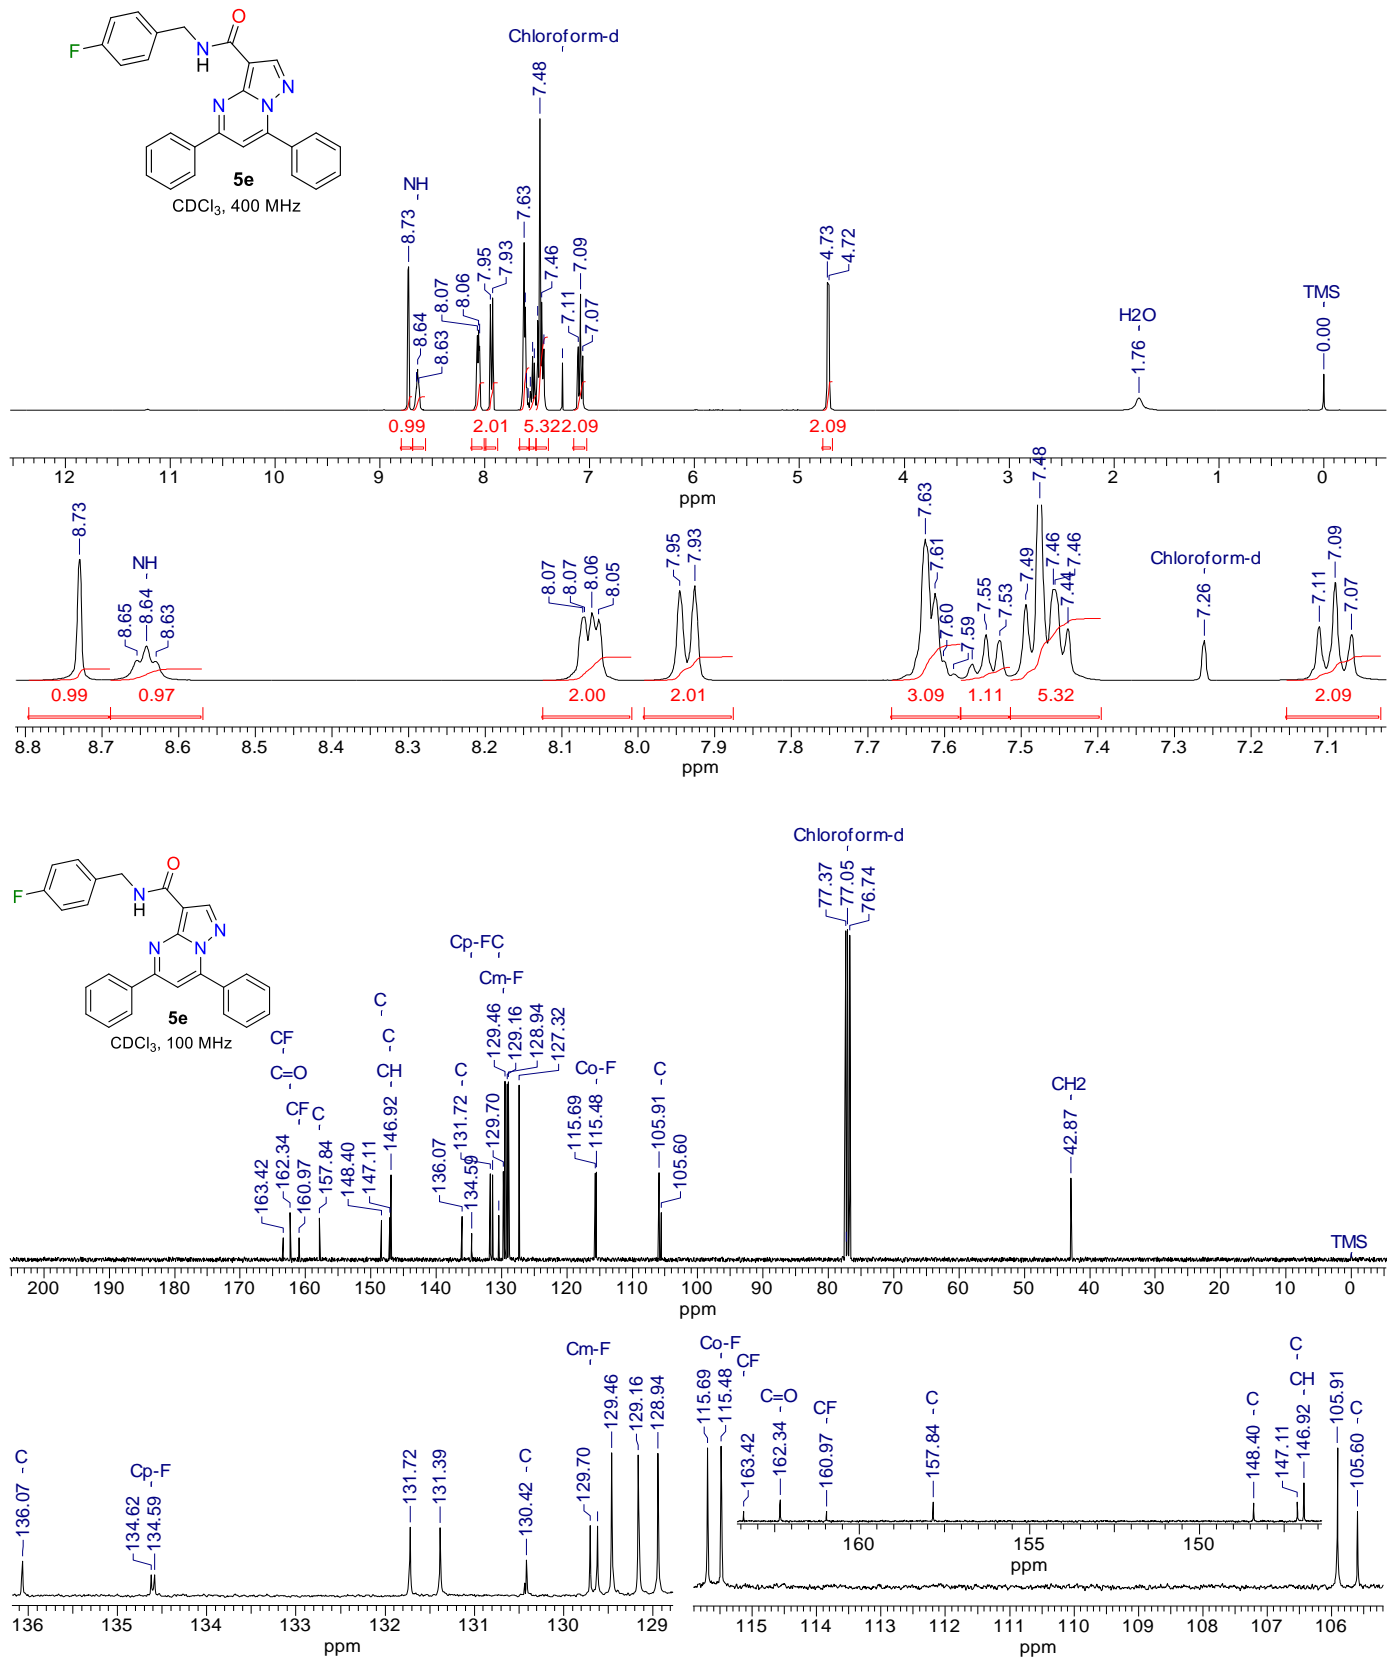 O
F
N
H
N
N
N
5e
CDCl3, 400 MHz
Chloroform-d
7.48
NH
8.73
8.64
8.63
8.07
8.06
7.95
7.93
7.63
7.46
7.11
7.09
7.07
4.73
4.72
H2O
1.76
TMS
0.00
0.99 2.01 5.32 2.09 2.09
12 11 10 9 8 7 6 5 4 3 2 1 0
ppm
8.73
NH
8.65
8.64
8.63
8.07
8.07
8.06
8.05
7.95
7.93
7.63
7.61
7.60
7.59
7.55
7.53
7.49
7.48
7.46
7.46
7.44
Chloroform-d
7.26
7.11
7.09
7.07
0.99 0.97 2.00 2.01 3.09 1.11 5.32 2.09
8.8 8.7 8.6 8.5 8.4 8.3 8.2 8.1 8.0 7.9 7.8 7.7 7.6 7.5 7.4 7.3 7.2 7.1
ppm
O
F
N
H
N
N
N
5e
CDCl3, 100 MHz
Chloroform-d
77.37
77.05
76.74
CF
C=O
CF
C
163.42
162.34
160.97
157.84
C
C
CH
148.40
147.11
146.92
C
136.07
134.59
131.72
Cp-F C
Cm-F
129.70
129.46
129.16
128.94
127.32
Co-F
115.69
115.48
C
105.91
105.60
CH2
42.87
TMS
200 190 180 170 160 150 140 130 120 110 100 90 80 70 60 50 40 30 20 10 0
ppm
136.07 - C
Cp-F
134.62
134.59
131.72
131.39
130.42 - C
Cm-F
129.70
129.46
129.16
128.94
136 135 134 133 132 131 130 129
ppm
Co-F
115.69
115.48
CF
163.42
C=O
162.34
CF
160.97
C
157.84
C
148.40
C
147.11
CH
146.92
160 155 150
ppm
105.91
105.60 C
115 114 113 112 111 110 109 108 107 106
ppm